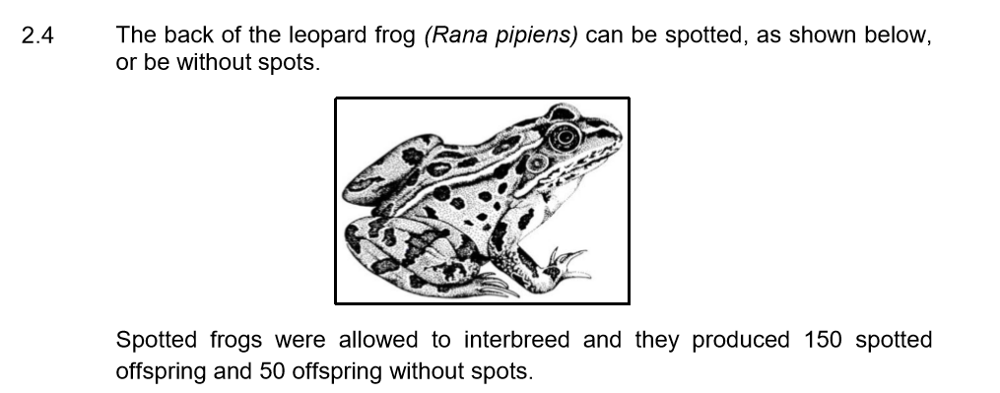 2.4 The back of the leopard frog (Rana pipiens) can be spotted, as shown below,
or be without spots.
Spotted frogs were allowed to interbreed and they produced 150 spotted
offspring and 50 offspring without spots.